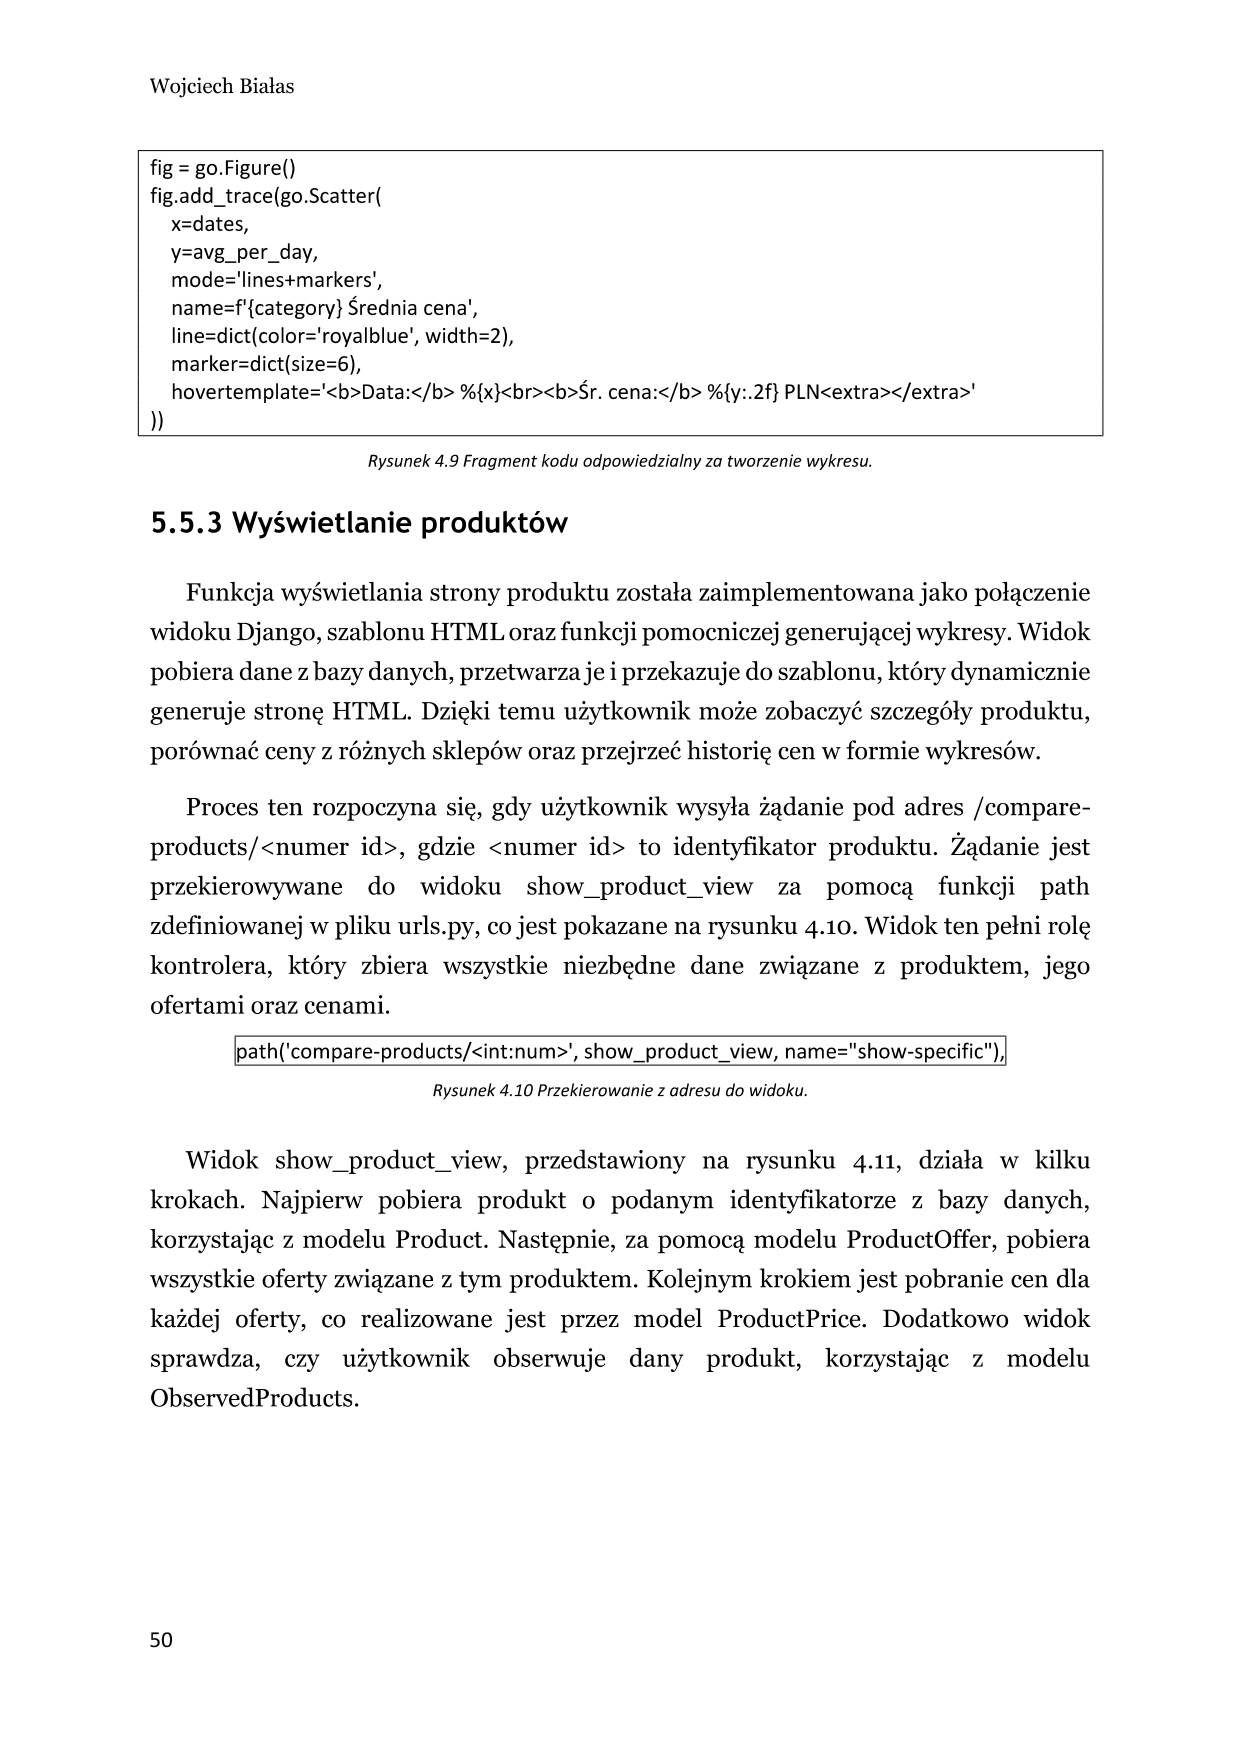 Wojciech Białas
fig = go.Figure()
fig.add_trace(go.Scatter(
x=dates,
y=avg_per_day,
mode='lines+markers',
name=f'{category} Średnia cena',
line=dict(color='royalblue', width=2),
marker=dict(size=6),
hovertemplate='<b>Data:</b> %{x}<br><b>Śr. cena:</b> %{y:.2f} PLN<extra></extra>'
))
Rysunek 4.9 Fragment kodu odpowiedzialny za tworzenie wykresu.
5.5.3 Wyświetlanie produktów
Funkcja wyświetlania strony produktu została zaimplementowana jako połączenie
widoku Django, szablonu HTML oraz funkcji pomocniczej generującej wykresy. Widok
pobiera dane z bazy danych, przetwarza je i przekazuje do szablonu, który dynamicznie
generuje stronę HTML. Dzięki temu użytkownik może zobaczyć szczegóły produktu,
porównać ceny z różnych sklepów oraz przejrzeć historię cen w formie wykresów.
Proces ten rozpoczyna się, gdy użytkownik wysyła żądanie pod adres /compare-
products/<numer id>, gdzie <numer id> to identyfikator produktu. Żądanie jest
przekierowywane do widoku show_product_view za pomocą funkcji path
zdefiniowanej w pliku urls.py, co jest pokazane na rysunku 4.10. Widok ten pełni rolę
kontrolera, który zbiera wszystkie niezbędne dane związane z produktem, jego
ofertami oraz cenami.
path('compare-products/<int:num>', show_product_view, name="show-specific"),
Rysunek 4.10 Przekierowanie z adresu do widoku.
Widok show_product_view, przedstawiony na rysunku 4.11, działa w kilku
krokach. Najpierw pobiera produkt o podanym identyfikatorze z bazy danych,
korzystając z modelu Product. Następnie, za pomocą modelu ProductOffer, pobiera
wszystkie oferty związane z tym produktem. Kolejnym krokiem jest pobranie cen dla
każdej oferty, co realizowane jest przez model ProductPrice. Dodatkowo widok
sprawdza, czy użytkownik obserwuje dany produkt, korzystając z modelu
ObservedProducts.
50